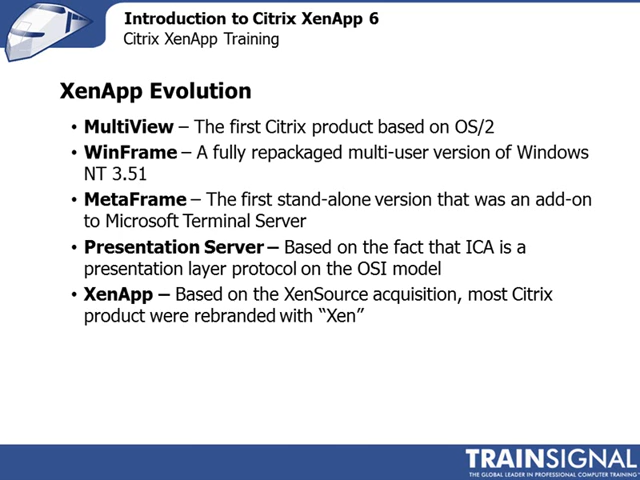 Introduction to Citrix XenApp 6
Citrix XenApp Training
XenApp Evolution
• MultiView – The first Citrix product based on OS/2
• WinFrame – A fully repackaged multi-user version of Windows
NT 3.51
• MetaFrame – The first stand-alone version that was an add-on
to Microsoft Terminal Server
• Presentation Server – Based on the fact that ICA is a
presentation layer protocol on the OSI model
• XenApp – Based on the XenSource acquisition, most Citrix
product were rebranded with “Xen”
TRAINSIGNAL
THE GLOBAL LEADER IN PROFESSIONAL COMPUTER TRAINING